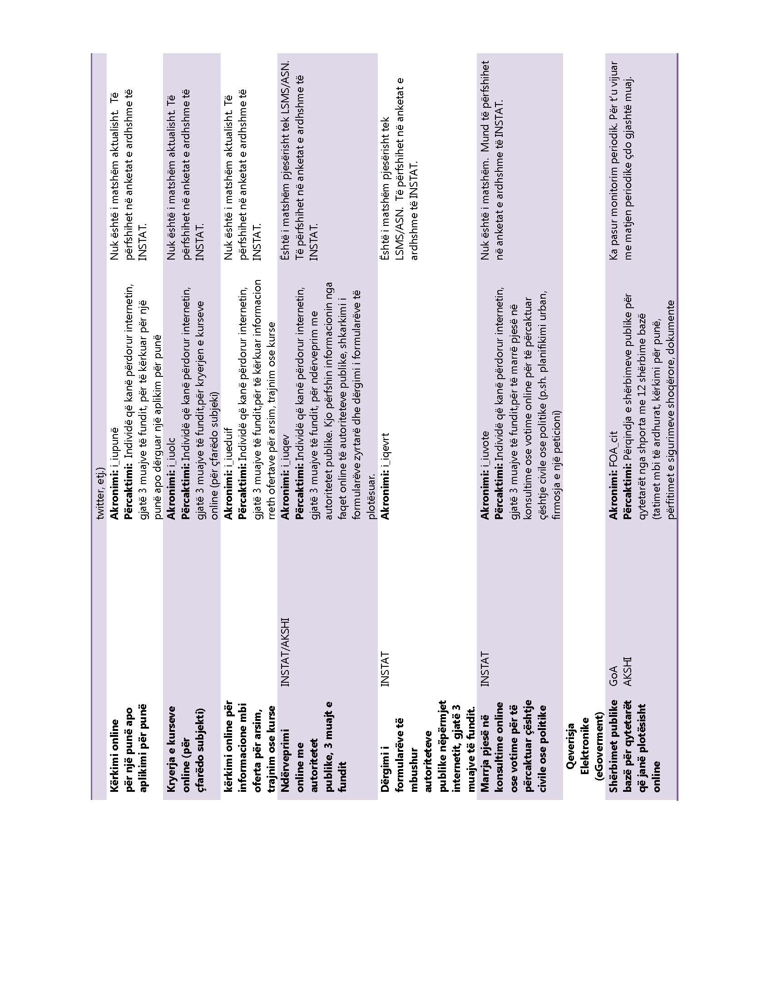 twitter, etj.)
Kërkimi online
për një punë apo
aplikimi për punë
Akronimi: i_iupunë
Përcaktimi: Individë që kanë përdorur internetin,
gjatë 3 muajve të fundit, për të kërkuar për një
punë apo dërguar një aplikim për punë
Nuk është i matshëm aktualisht. Të
përfshihet në anketat e ardhshme të
INSTAT.
Kryerja e kurseve
online (për
çfarëdo subjekti)
Akronimi: i_iuolc
Përcaktimi: Individë që kanë përdorur internetin,
gjatë 3 muajve të fundit,për kryerjen e kurseve
online (për çfarëdo subjeki)
Nuk është i matshëm aktualisht. Të
përfshihet në anketat e ardhshme të
INSTAT.
kërkimi online për
informacione mbi
oferta për arsim,
trajnim ose kurse
Akronimi: i_iueduif
Përcaktimi: Individë që kanë përdorur internetin,
gjatë 3 muajve të fundit,për të kërkuar informacion
rreth ofertave për arsim, trajnim ose kurse
Nuk është i matshëm aktualisht. Të
përfshihet në anketat e ardhshme të
INSTAT.
Ndërveprimi
online me
autoritetet
publike, 3 muajt e
fundit
INSTAT/AKSHI
Akronimi: i_iuqev
Përcaktimi: Individë që kanë përdorur internetin,
gjatë 3 muajve të fundit, për ndërveprim me
autoritetet publike. Kjo përfshin informacionin nga
faqet online të autoriteteve publike, shkarkimi i
formularëve zyrtarë dhe dërgimi i formularëve të
plotësuar.
Është i matshëm pjesërisht tek LSMS/ASN.
Të përfshihet në anketat e ardhshme të
INSTAT.
Dërgimi i
formularëve të
mbushur
autoriteteve
publike nëpërmjet
internetit, gjatë 3
muajve të fundit.
INSTAT
Akronimi: i_iqevrt
Është i matshëm pjesërisht tek
LSMS/ASN. Të përfshihet në anketat e
ardhshme të INSTAT.
Marrja pjesë në
konsultime online
ose votime për të
përcaktuar çështje
civile ose politike
INSTAT
Akronimi: i_iuvote
Përcaktimi: Individë që kanë përdorur internetin,
gjatë 3 muajve të fundit,për të marrë pjesë në
konsultime ose votime online për të përcaktuar
çështje civile ose politike (p.sh. planifikimi urban,
firmosja e një peticioni)
Nuk është i matshëm. Mund të përfshihet
në anketat e ardhshme të INSTAT.
Qeverisja
Elektronike
(eGoverment)
Shërbimet publike
bazë për qytetarët
që janë plotësisht
online
GoA
AKSHI
Akronimi: FOA_cit
Përcaktimi: Përqindja e shërbimeve publike për
qytetarët nga shporta me 12 shërbime bazë
(tatimet mbi të ardhurat, kërkimi për punë,
përfitimet e sigurimeve shoqërore, dokumente
Ka pasur monitorim periodik. Për t'u vijuar
me matjen periodike çdo gjashtë muaj.